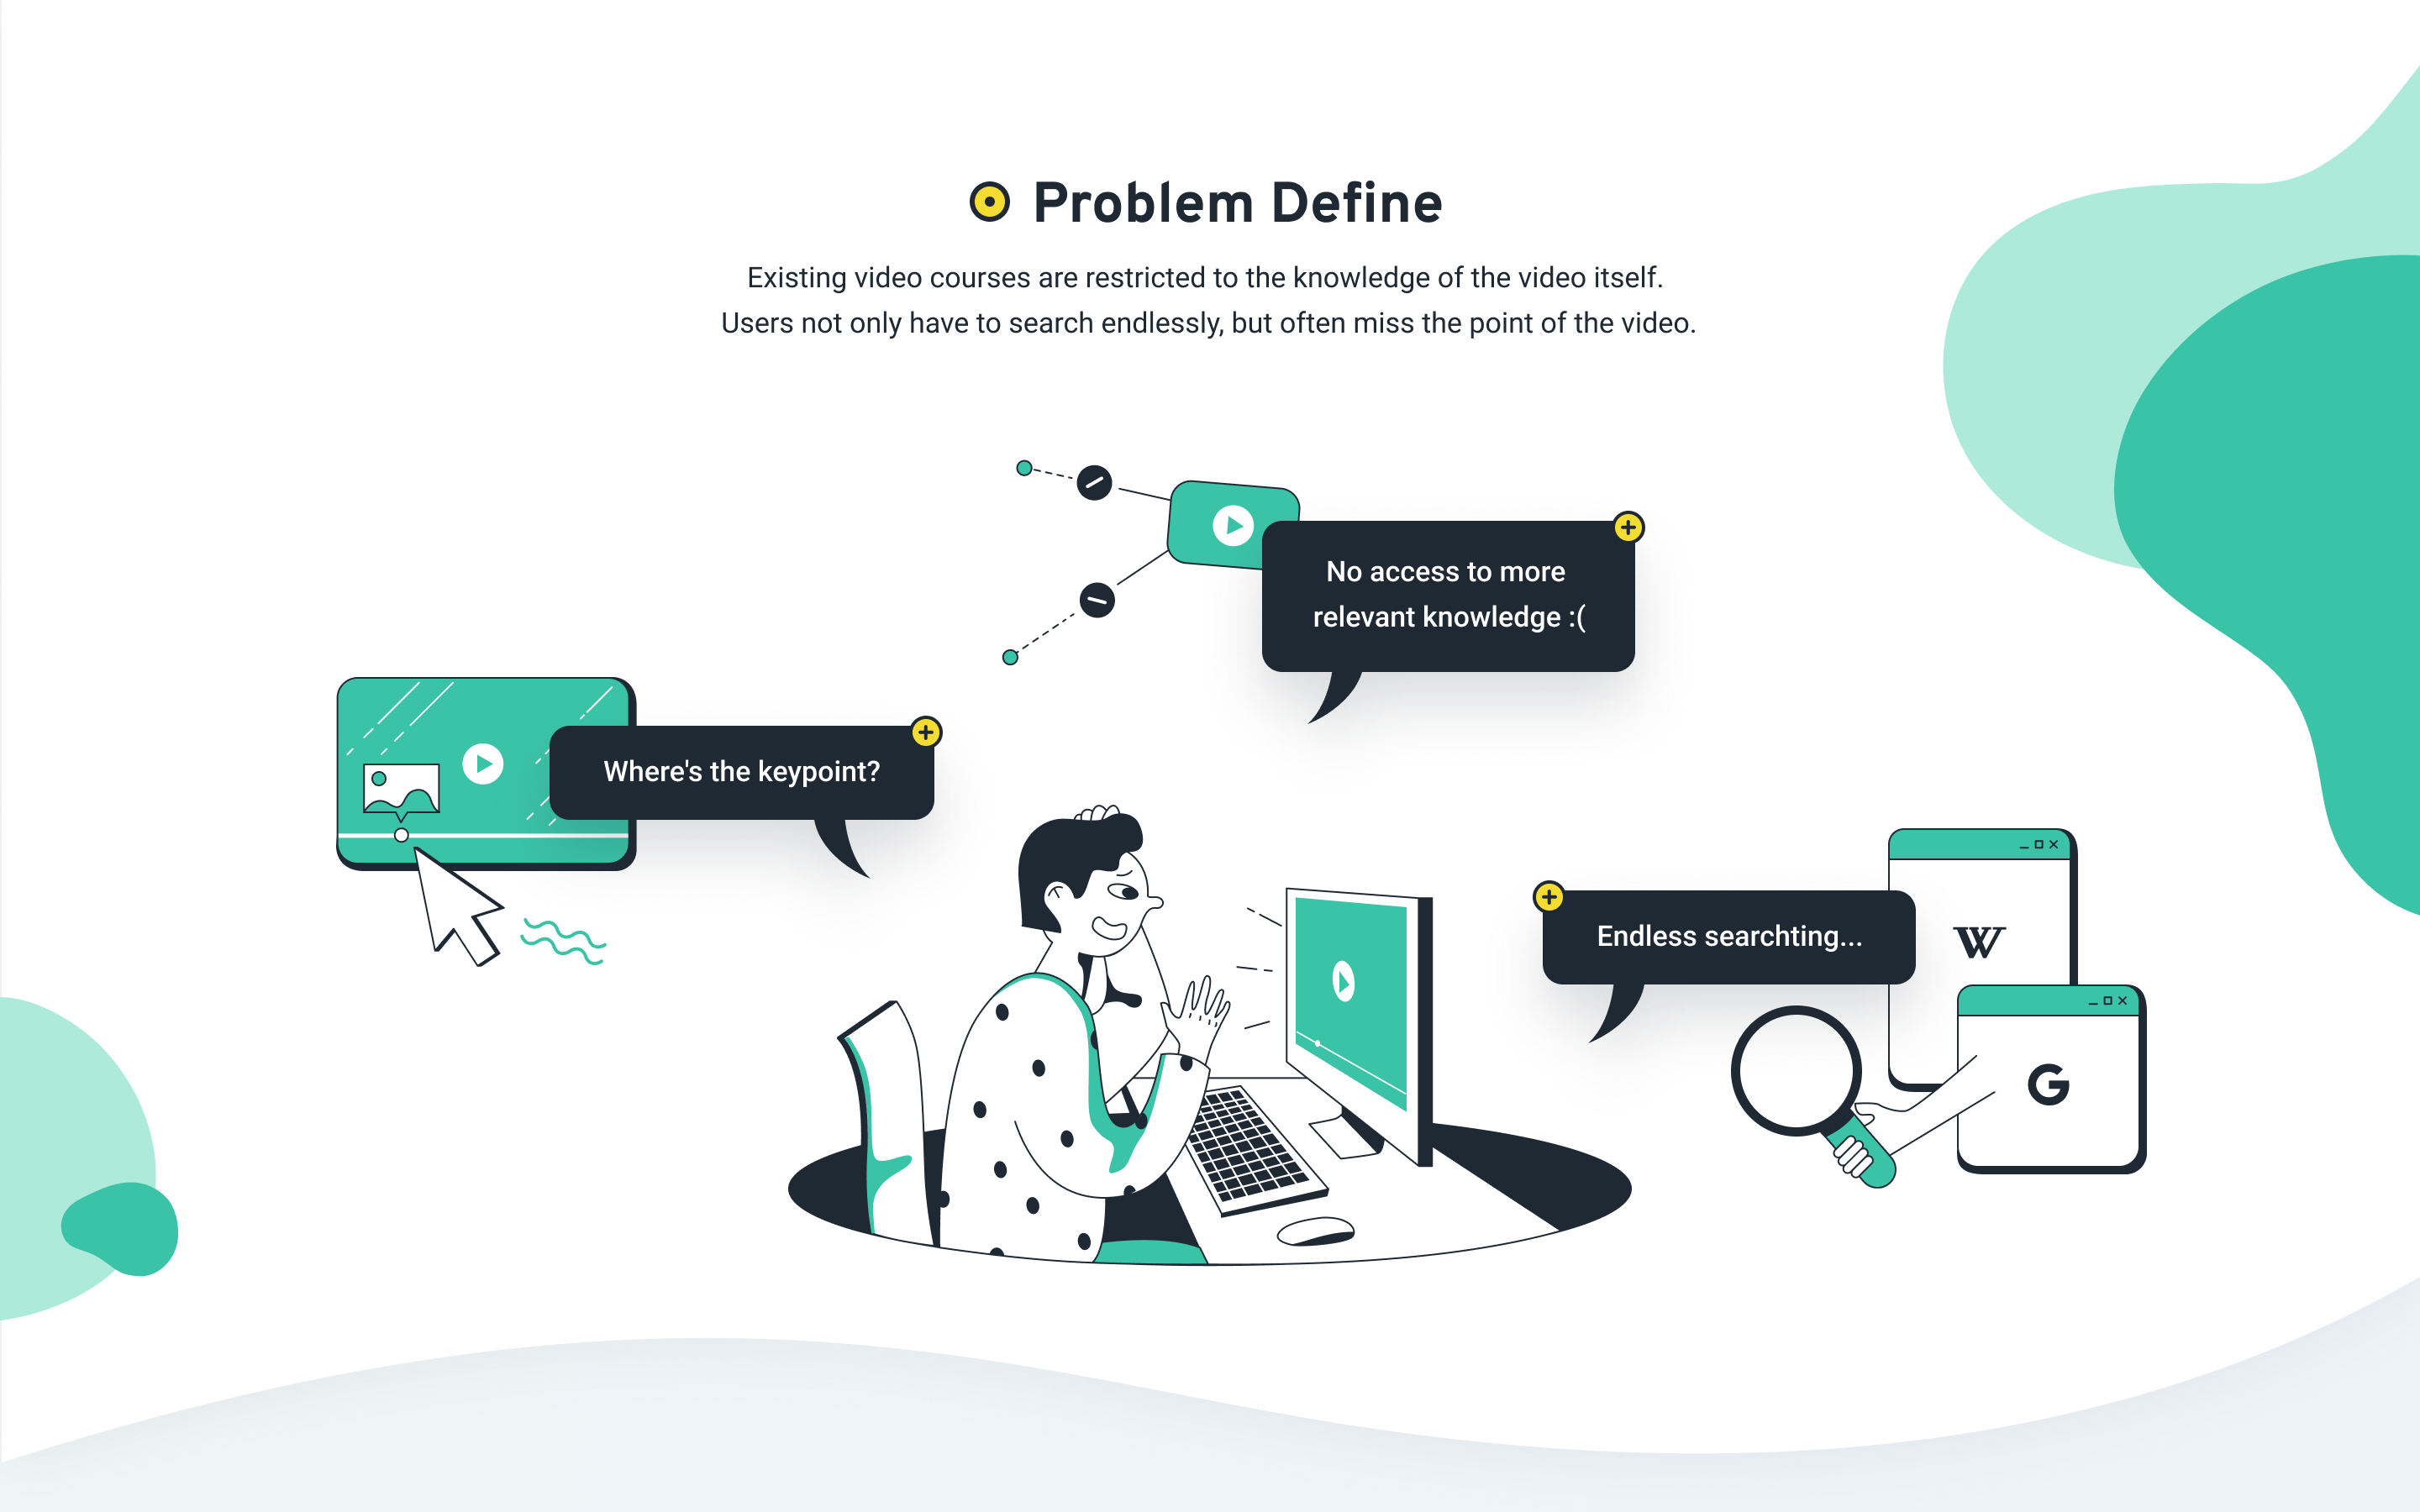 Problem Define
Existing video courses are restricted to the knowledge of the video itself.
Users not only have to search endlessly, but often miss the point of the video.
No access to more
relevant knowledge :(
Where's the keypoint?
Endless searchting...
W
G